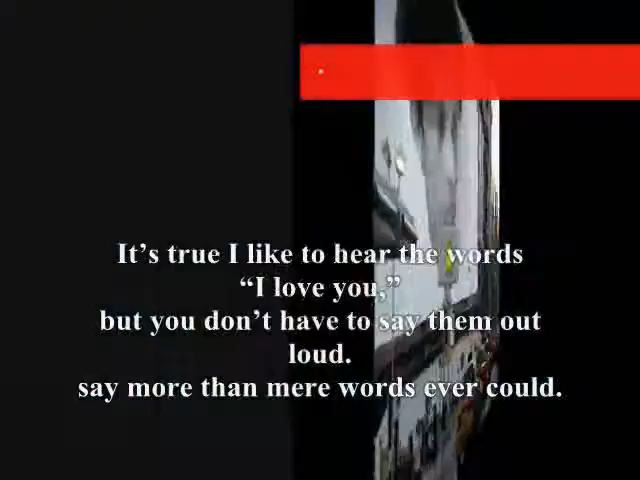 It’s true I like to hear the words
“I love you,”
but you don’t have to say them out
loud.
say more than mere words ever could.